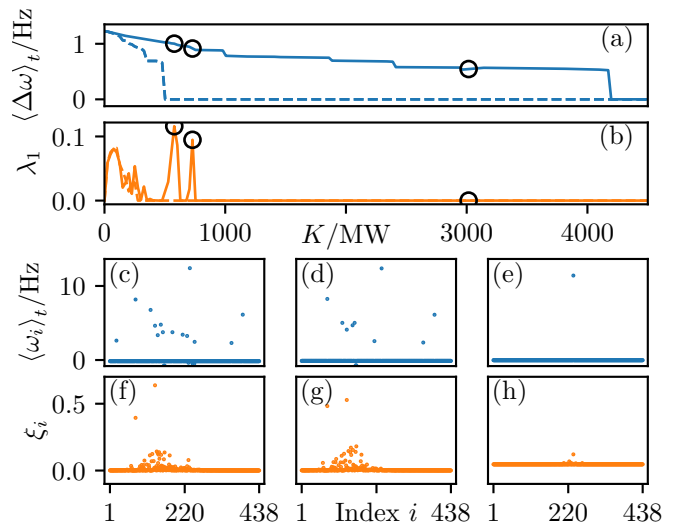 ⟨Δω⟩t/Hz
1
0
(a)
λ1
0.1
0.0
(b)
0
1000
K/MW
3000
4000
⟨ωi⟩t/Hz
10
0
(c)
(d)
(e)
ξi
0.5
0.0
(f)
(g)
(h)
1
220
438
1
Index i
438
1
220
438